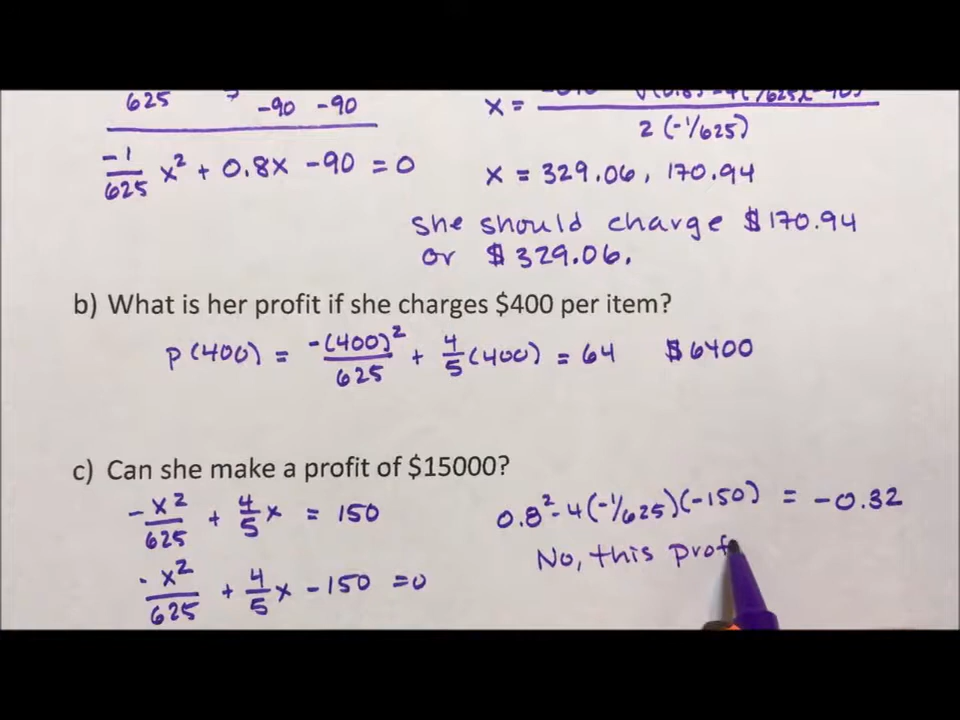 625
-90 -90
x =
2(-1/625)
-1/625 x² + 0.8x - 90 = 0
x = 329.06, 170.94
she should charge $170.94
or $329.06.
b) What is her profit if she charges $400 per item?
P(400) = -(400)²/625 + 4/5(400) = 64 $6400
c) Can she make a profit of $15000?
-x²/625 + 4/5 x = 150
0.8² - 4(-1/625)(-150) = -0.32
No, this prof
-x²/625 + 4/5 x - 150 = 0